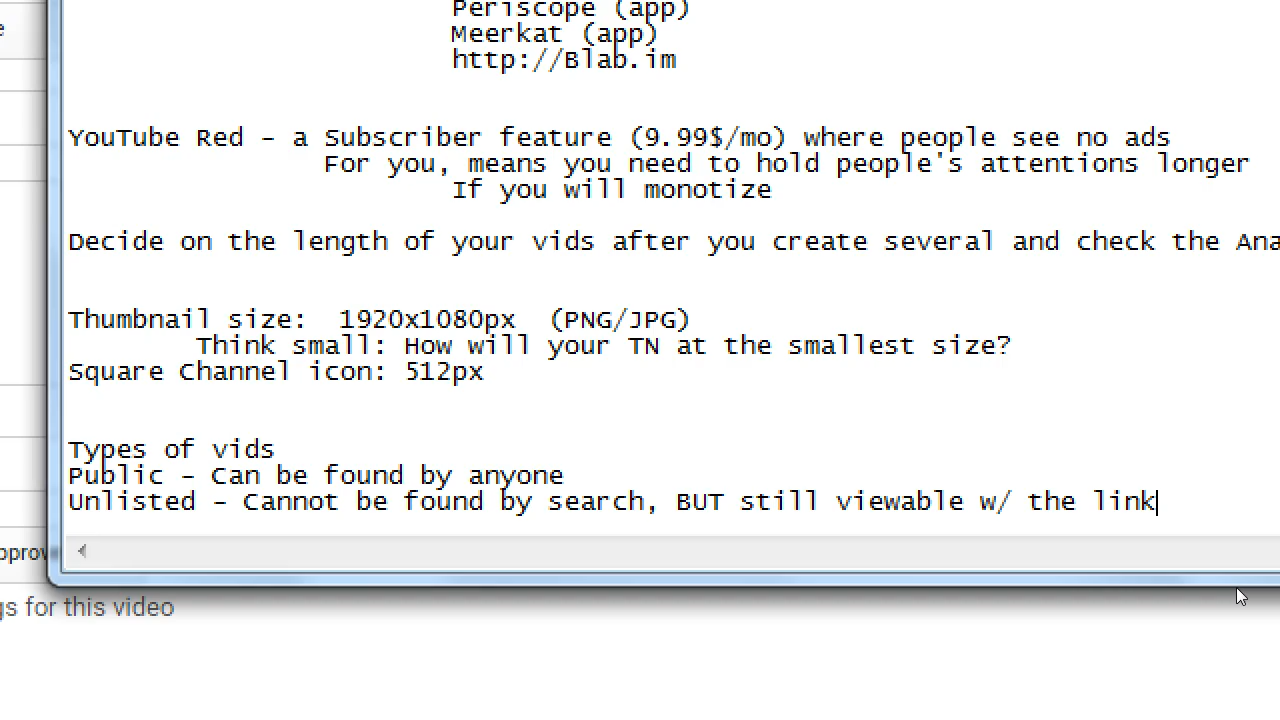 Periscope (app)
Meerkat (app)
http://Blab.im
YouTube Red - a Subscriber feature (9.99$/mo) where people see no ads
For you, means you need to hold people's attentions longer
If you will monotize
Decide on the length of your vids after you create several and check the Ana
Thumbnail size: 1920x1080px (PNG/JPG)
Think small: How will your TN at the smallest size?
Square Channel icon: 512px
Types of vids
Public - Can be found by anyone
Unlisted - Cannot be found by search, BUT still viewable w/ the link
gs for this video